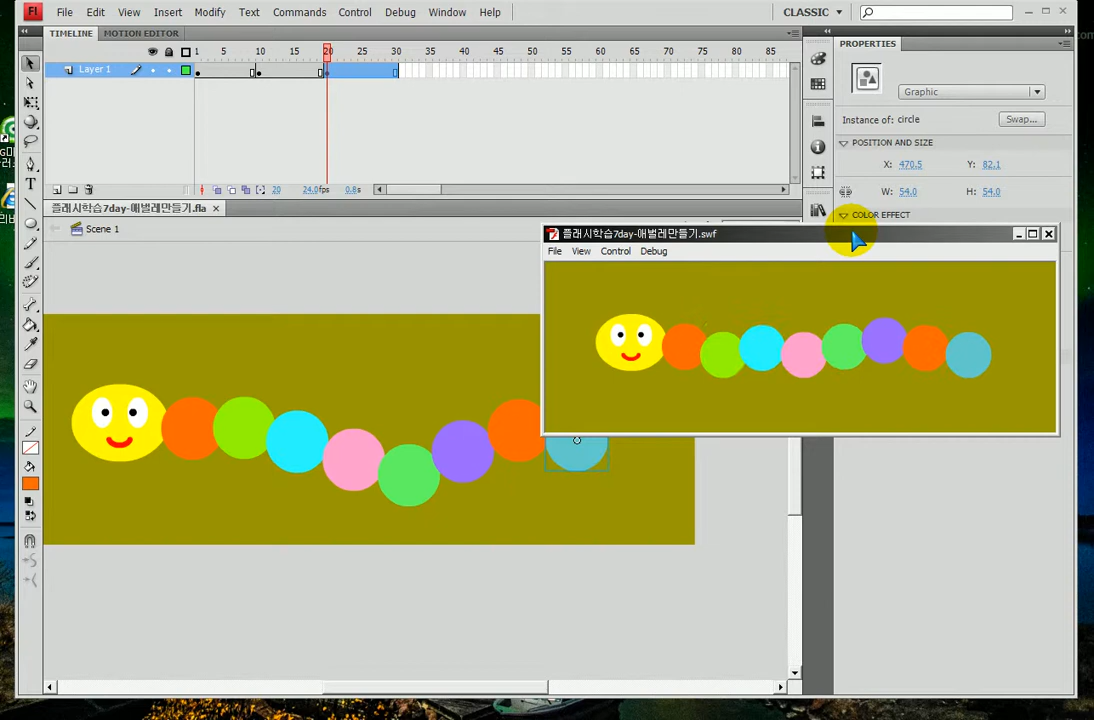 Fl File Edit View Insert Modify Text Commands Control Debug Window Help CLASSIC
TIMELINE MOTION EDITOR
PROPERTIES
1 5 10 15 20 25 30 35 40 45 50 55 60 65 70 75 80 85
Layer 1
Graphic
Instance of: circle Swap...
POSITION AND SIZE
X: 470.5 Y: 82.1
W: 54.0 H: 54.0
20 24.0fps 0.8s
COLOR EFFECT
플래시학습7day-애벌레만들기.fla
Scene 1
플래시학습7day-애벌레만들기.swf
File View Control Debug